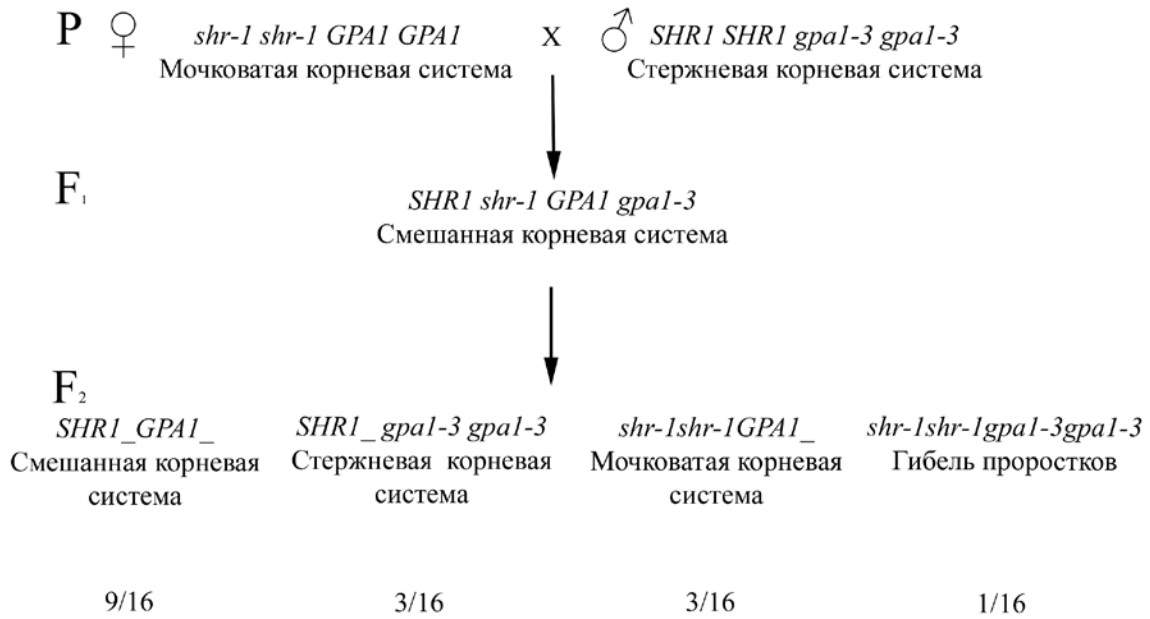 P ♀ shr-1 shr-1 GPA1 GPA1 X ♂ SHR1 SHR1 gpa1-3 gpa1-3
Мочковатая корневая система Стержневая корневая система
F₁
SHR1 shr-1 GPA1 gpa1-3
Смешанная корневая система
F₂
SHR1_GPA1_ SHR1_ gpa1-3 gpa1-3 shr-1shr-1GPA1_ shr-1shr-1gpa1-3gpa1-3
Смешанная корневая Стержневая корневая Мочковатая корневая Гибель проростков
система система система
9/16 3/16 3/16 1/16